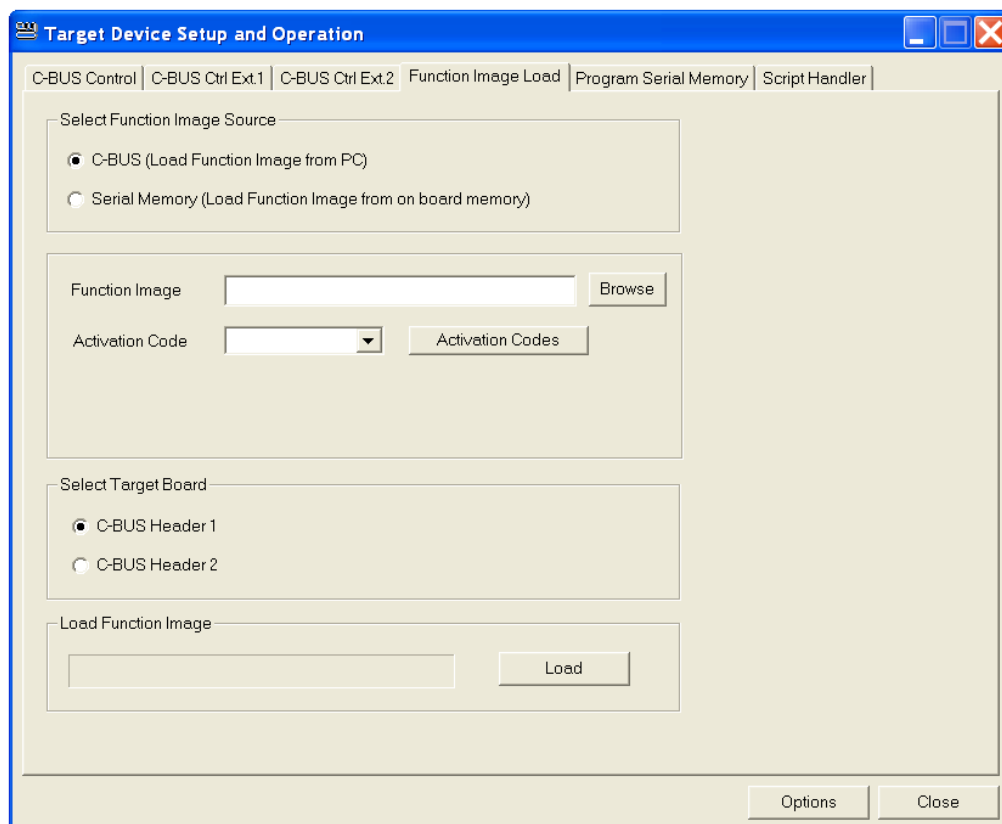 Target Device Setup and Operation
C-BUS Control C-BUS Ctrl Ext.1 C-BUS Ctrl Ext.2 Function Image Load Program Serial Memory Script Handler
Select Function Image Source
C-BUS (Load Function Image from PC)
Serial Memory (Load Function Image from on board memory)
Function Image Browse
Activation Code Activation Codes
Select Target Board
C-BUS Header 1
C-BUS Header 2
Load Function Image
Load
Options Close